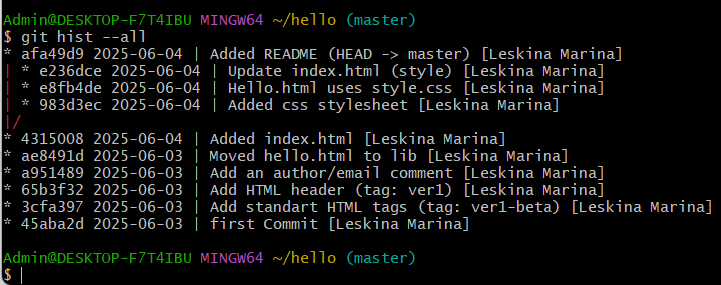 Admin@DESKTOP-F7T4IBU MINGW64 ~/hello (master)
$ git hist --all
* afa49d9 2025-06-04 | Added README (HEAD -> master) [Leskina Marina]
| * e236dce 2025-06-04 | Update index.html (style) [Leskina Marina]
| * e8fb4de 2025-06-04 | Hello.html uses style.css [Leskina Marina]
| * 983d3ec 2025-06-04 | Added css stylesheet [Leskina Marina]
|/
* 4315008 2025-06-04 | Added index.html [Leskina Marina]
* ae8491d 2025-06-03 | Moved hello.html to lib [Leskina Marina]
* a951489 2025-06-03 | Add an author/email comment [Leskina Marina]
* 65b3f32 2025-06-03 | Add HTML header (tag: ver1) [Leskina Marina]
* 3cfa397 2025-06-03 | Add standart HTML tags (tag: ver1-beta) [Leskina Marina]
* 45aba2d 2025-06-03 | first Commit [Leskina Marina]
Admin@DESKTOP-F7T4IBU MINGW64 ~/hello (master)
$